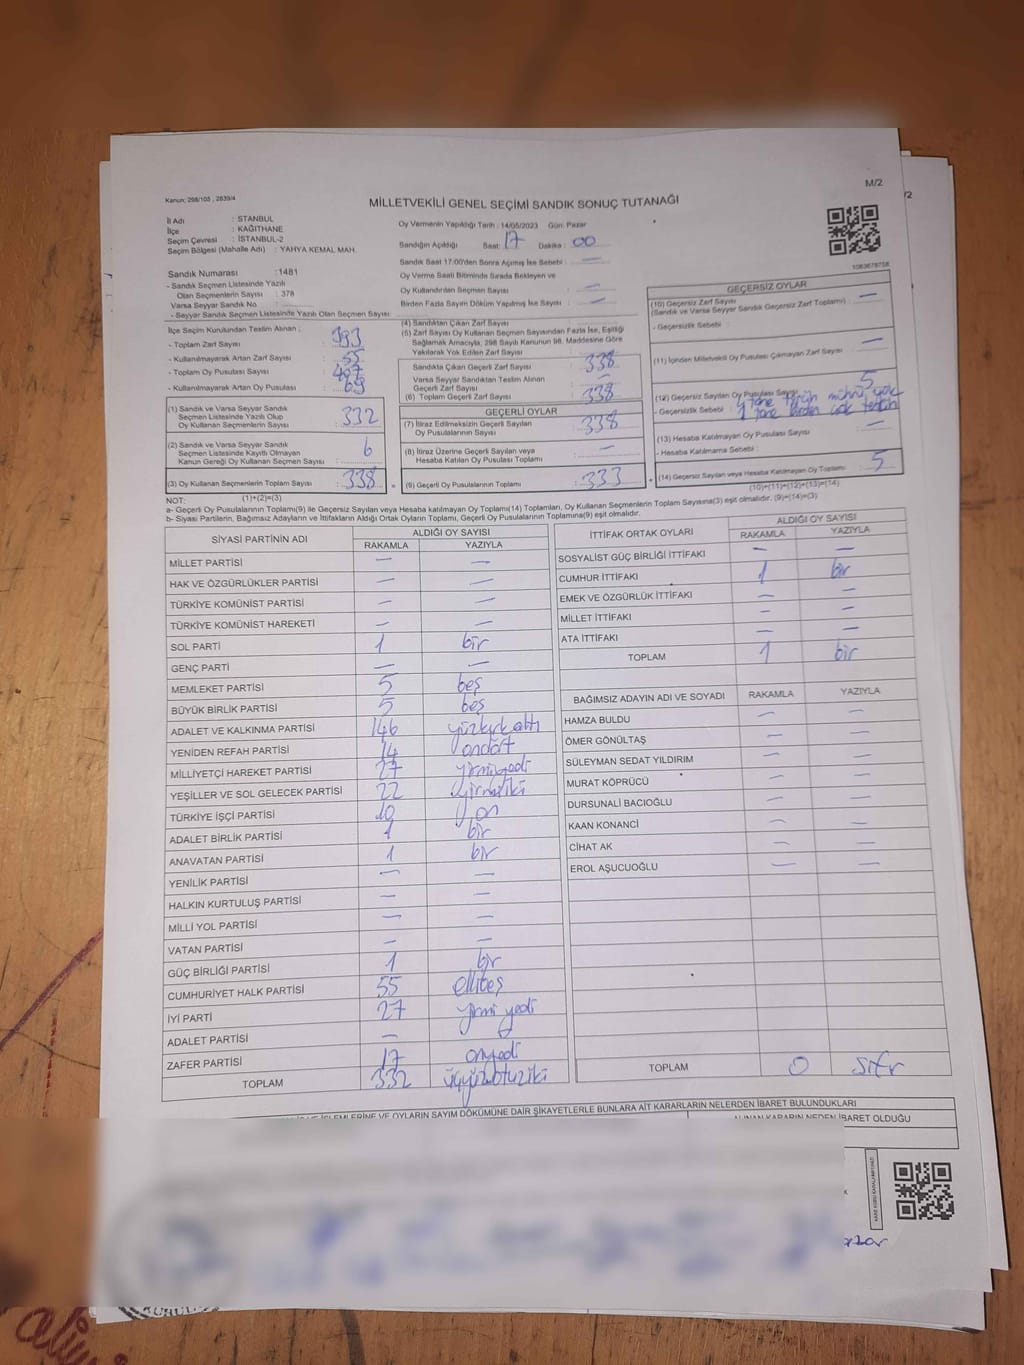 M/2
/2
Kanun; 298/105 , 2839/4
MİLLETVEKİLİ GENEL SEÇİMİ SANDIK SONUÇ TUTANAĞI
İl Adı : STANBUL
İlçe : KAĞITHANE
Seçim Çevresi : İSTANBUL-2
Seçim Bölgesi (Mahalle Adı) : YAHYA KEMAL MAH.
Sandık Numarası : 1481
- Sandık Seçmen Listesinde Yazılı
Olan Seçmenlerin Sayısı : 378
Varsa Seyyar Sandık No
- Seyyar Sandık Seçmen Listesinde Yazılı Olan Seçmen Sayısı
Oy Vermenin Yapıldığı Tarih : 14/05/2023 Gün: Pazar
Sandığın Açıldığı Saat: 17 Dakika : 00
Sandık Saat 17:00'den Sonra Açılmış İse Sebebi : —
Oy Verme Saati Bitiminde Sırada Bekleyen ve
Oy Kullandırılan Seçmen Sayısı : —
Birden Fazla Sayım Döküm Yapılmış İse Sayısı : —
1083678758
İlçe Seçim Kurulundan Teslim Alınan ;
- Toplam Zarf Sayısı : 393
- Kullanılmayarak Artan Zarf Sayısı : 55
- Toplam Oy Pusulası Sayısı : 407
- Kullanılmayarak Artan Oy Pusulası : 69
(1) Sandık ve Varsa Seyyar Sandık
Seçmen Listesinde Yazılı Olup
Oy Kullanan Seçmenlerin Sayısı : 332
(2) Sandık ve Varsa Seyyar Sandık
Seçmen Listesinde Kayıtlı Olmayan
Kanun Gereği Oy Kullanan Seçmen Sayısı : 6
(3) Oy Kullanan Seçmenlerin Toplam Sayısı : 338
(1)+(2)=(3)
(4) Sandıktan Çıkan Zarf Sayısı :
(5) Zarf Sayısı Oy Kullanan Seçmen Sayısından Fazla İse, Eşitliği
Sağlamak Amacıyla, 298 Sayılı Kanunun 98. Maddesine Göre
Yakılarak Yok Edilen Zarf Sayısı :
Sandıkta Çıkan Geçerli Zarf Sayısı : 338
Varsa Seyyar Sandıktan Teslim Alınan
Geçerli Zarf Sayısı : —
(6) Toplam Geçerli Zarf Sayısı : 338
GEÇERLİ OYLAR
(7) İtiraz Edilmeksizin Geçerli Sayılan
Oy Pusulalarının Sayısı : 338
(8) İtiraz Üzerine Geçerli Sayılan veya
Hesaba Katılan Oy Pusulası Toplamı : —
(9) Geçerli Oy Pusulalarının Toplamı : 333
GEÇERSİZ OYLAR
(10) Geçersiz Zarf Sayısı
(Sandık ve Varsa Seyyar Sandık Geçersiz Zarf Toplamı) : —
- Geçersizlik Sebebi :
(11) İçinden Milletvekili Oy Pusulası Çıkmayan Zarf Sayısı : —
(12) Geçersiz Sayılan Oy Pusulası Sayısı : 5
- Geçersizlik Sebebi : 4 tane tercih mührü yok
1 tane birden çok tercih
(13) Hesaba Katılmayan Oy Pusulası Sayısı : —
- Hesaba Katılmama Sebebi :
(14) Geçersiz Sayılan veya Hesaba Katılmayan Oy Toplamı : 5
(10)+(11)+(12)+(13)=(14)
NOT:
a- Geçerli Oy Pusulalarının Toplamı(9) ile Geçersiz Sayılan veya Hesaba katılmayan Oy Toplamı(14) Toplamları, Oy Kullanan Seçmenlerin Toplam Sayısına(3) eşit olmalıdır. (9)+(14)=(3)
b- Siyasi Partilerin, Bağımsız Adayların ve İttifakların Aldığı Ortak Oyların Toplamı, Geçerli Oy Pusulalarının Toplamına(9) eşit olmalıdır.
SİYASİ PARTİNİN ADI ALDIĞI OY SAYISI
RAKAMLA YAZIYLA
MİLLET PARTİSİ — —
HAK VE ÖZGÜRLÜKLER PARTİSİ — —
TÜRKİYE KOMÜNİST PARTİSİ — —
TÜRKİYE KOMÜNİST HAREKETİ — —
SOL PARTİ 1 bir
GENÇ PARTİ — —
MEMLEKET PARTİSİ 5 beş
BÜYÜK BİRLİK PARTİSİ 5 beş
ADALET VE KALKINMA PARTİSİ 146 yüzkırkaltı
YENİDEN REFAH PARTİSİ 14 ondört
MİLLİYETÇİ HAREKET PARTİSİ 27 yirmiyedi
YEŞİLLER VE SOL GELECEK PARTİSİ 22 yirmiiki
TÜRKİYE İŞÇİ PARTİSİ 10 on
ADALET BİRLİK PARTİSİ 1 bir
ANAVATAN PARTİSİ 1 bir
YENİLİK PARTİSİ — —
HALKIN KURTULUŞ PARTİSİ — —
MİLLİ YOL PARTİSİ — —
VATAN PARTİSİ — —
GÜÇ BİRLİĞİ PARTİSİ 1 bir
CUMHURİYET HALK PARTİSİ 55 ellibeş
İYİ PARTİ 27 yirmi yedi
ADALET PARTİSİ —
ZAFER PARTİSİ 17 onyedi
TOPLAM 332 üçyüzotuziki
İTTİFAK ORTAK OYLARI ALDIĞI OY SAYISI
RAKAMLA YAZIYLA
SOSYALİST GÜÇ BİRLİĞİ İTTİFAKI — —
CUMHUR İTTİFAKI 1 bir
EMEK VE ÖZGÜRLÜK İTTİFAKI — —
MİLLET İTTİFAKI — —
ATA İTTİFAKI — —
TOPLAM 1 bir
BAĞIMSIZ ADAYIN ADI VE SOYADI RAKAMLA YAZIYLA
HAMZA BULDU — —
ÖMER GÖNÜLTAŞ — —
SÜLEYMAN SEDAT YILDIRIM — —
MURAT KÖPRÜCÜ — —
DURSUNALİ BACIOĞLU — —
KAAN KONANCİ — —
CİHAT AK — —
EROL AŞUCUOĞLU — —
TOPLAM 0 sıfır
İŞLEMLERİNE VE OYLARIN SAYIM DÖKÜMÜNE DAİR ŞİKAYETLERLE BUNLARA AİT KARARLARIN NELERDEN İBARET BULUNDUKLARI
ALINAN KARARIN NEDEN İBARET OLDUĞU